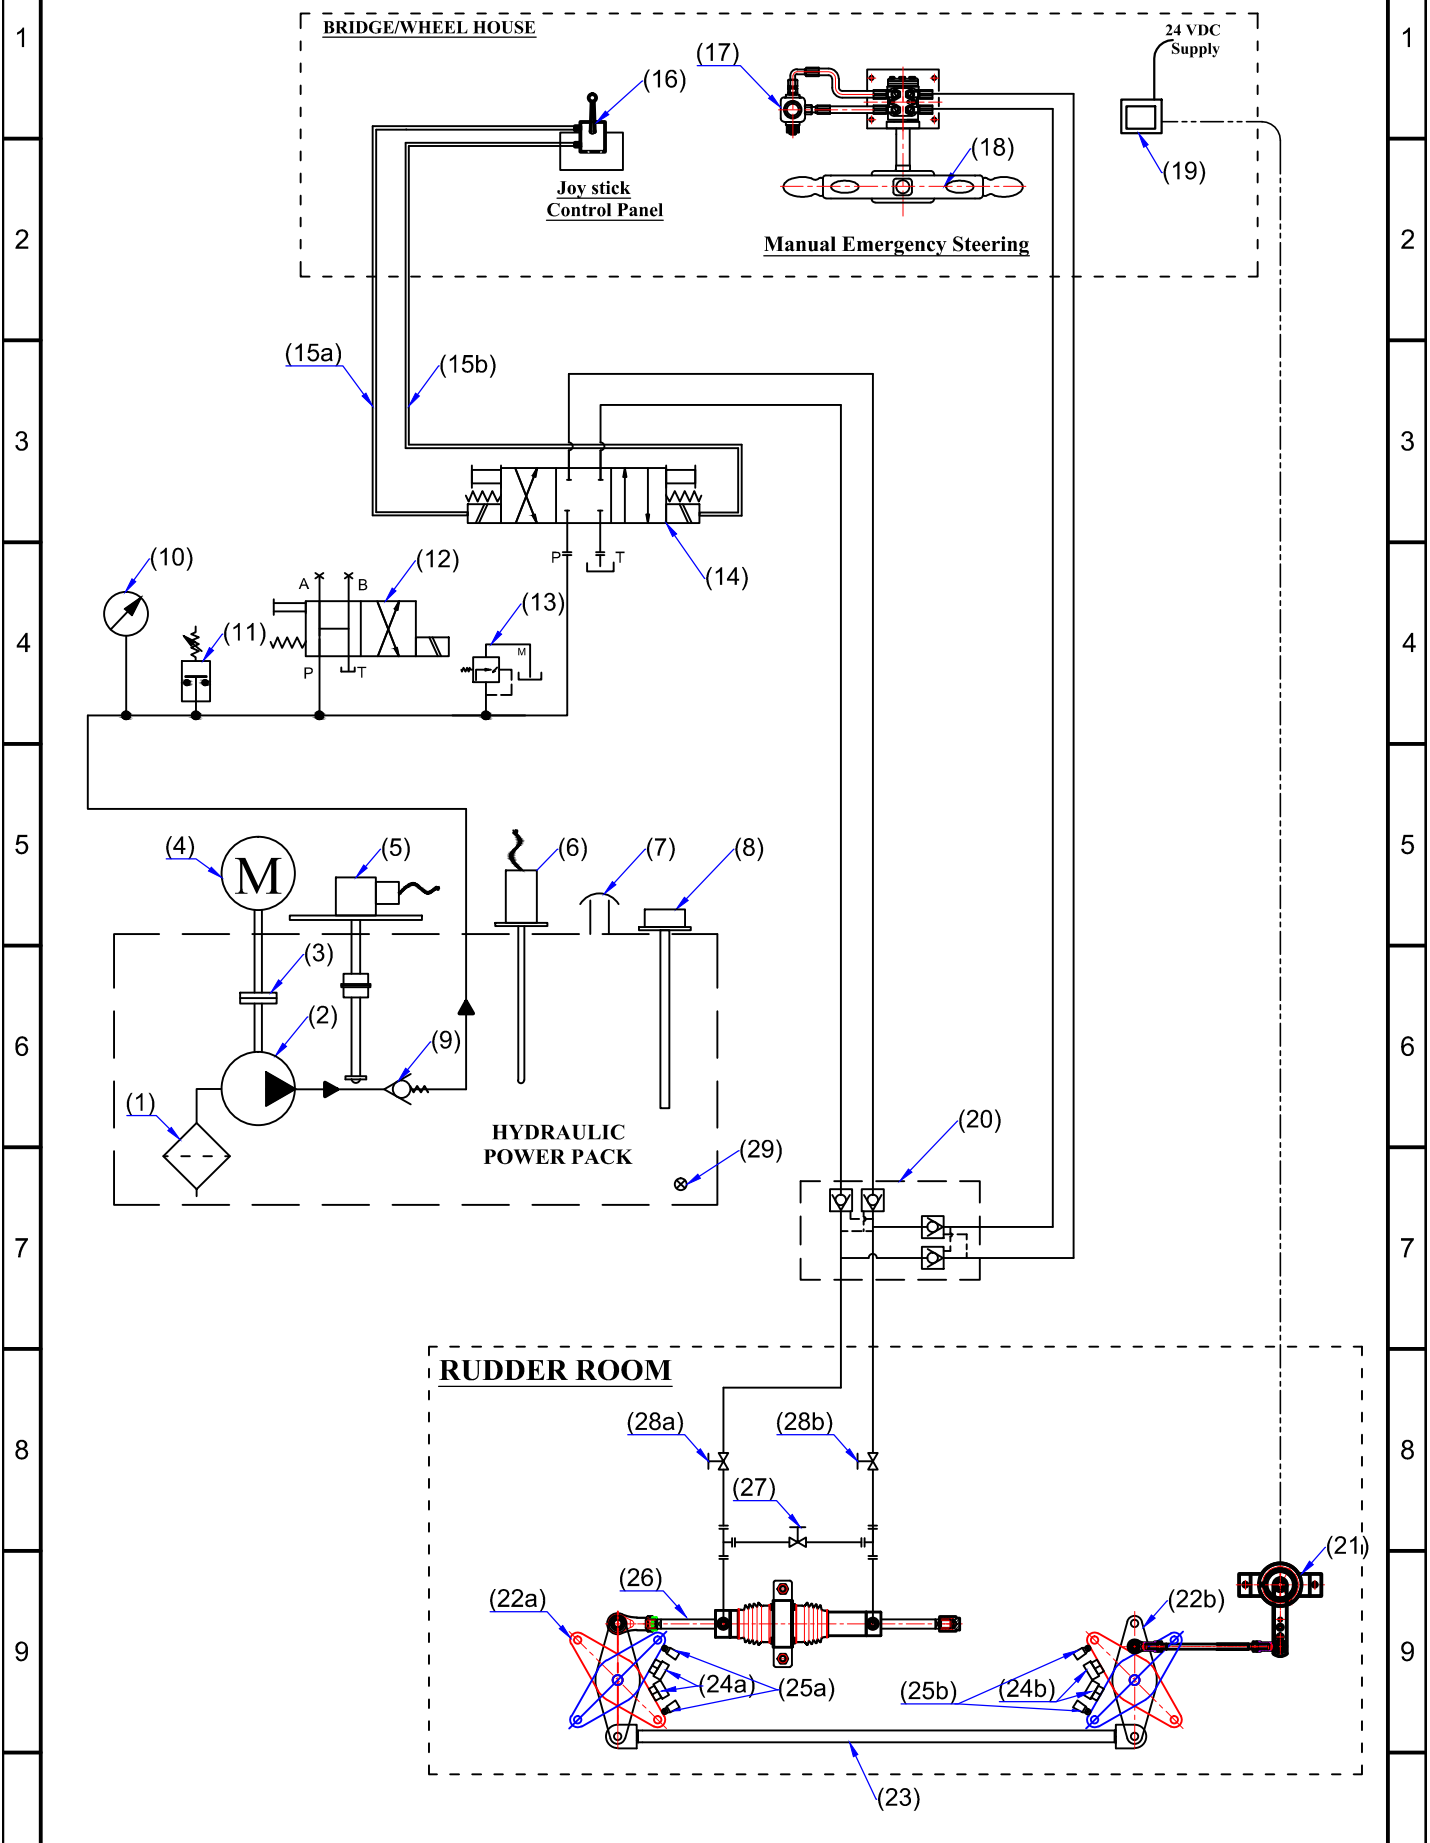 1
1
BRIDGE/WHEEL HOUSE
24 VDC
Supply
(17)
(16)
(18)
(19)
Joy stick
Control Panel
Manual Emergency Steering
2
2
(15a)
(15b)
3
3
P
T
(14)
(10)
(12)
A
B
(13)
(11)
M
P
T
4
4
5
5
(4)
M
(5)
(6)
(7)
(8)
(3)
(2)
(9)
6
6
(1)
HYDRAULIC
POWER PACK
(29)
(20)
7
7
RUDDER ROOM
(28a)
(28b)
8
8
(27)
(21)
(26)
(22a)
(22b)
9
9
(24a)
(25a)
(25b)
(24b)
(23)